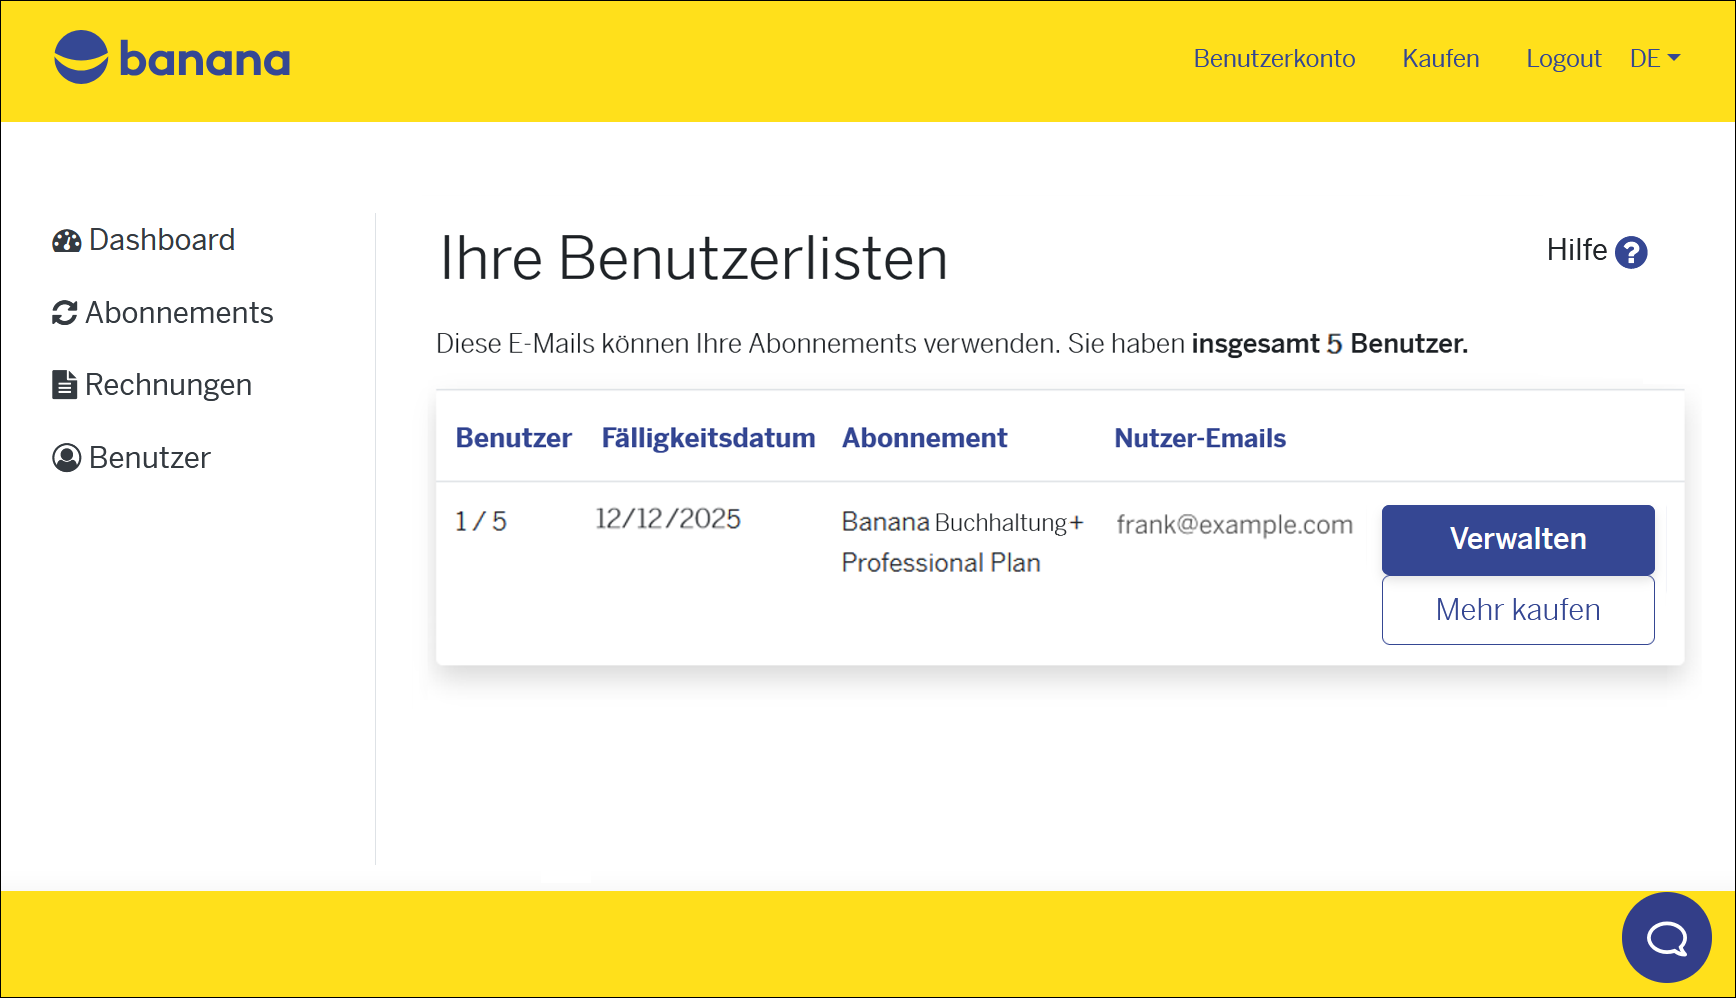 banana
Benutzerkonto Kaufen Logout DE
Dashboard
Abonnements
Rechnungen
Benutzer
Ihre Benutzerlisten
Hilfe ?
Diese E-Mails können Ihre Abonnements verwenden. Sie haben insgesamt 5 Benutzer.
Benutzer Fälligkeitsdatum Abonnement Nutzer-Emails
1 / 5 12/12/2025 Banana Buchhaltung+ frank@example.com
Professional Plan
Verwalten
Mehr kaufen